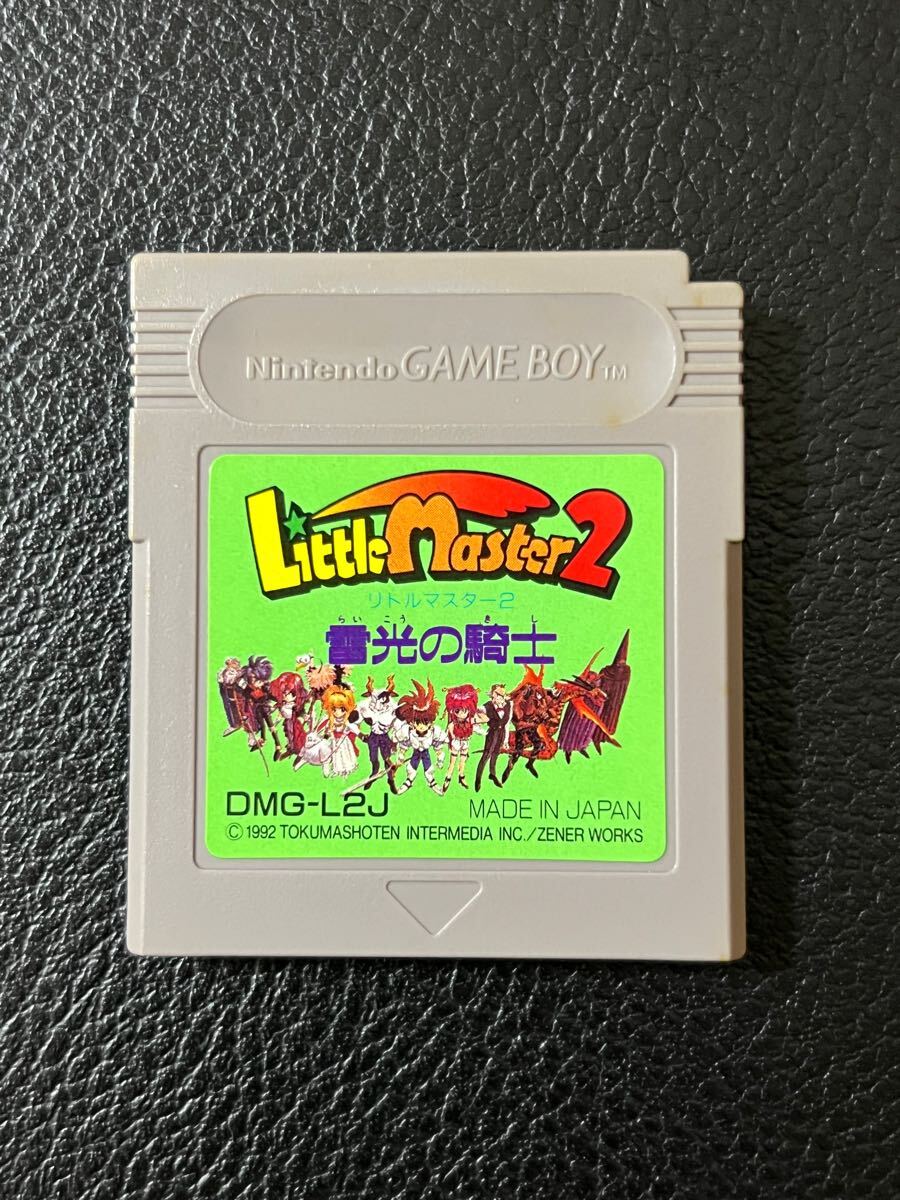 Nintendo GAME BOY TM
Little Master 2
リトルマスター2
らいこう きし
雷光の騎士
DMG-L2J MADE IN JAPAN
© 1992 TOKUMASHOTEN INTERMEDIA INC./ZENER WORKS